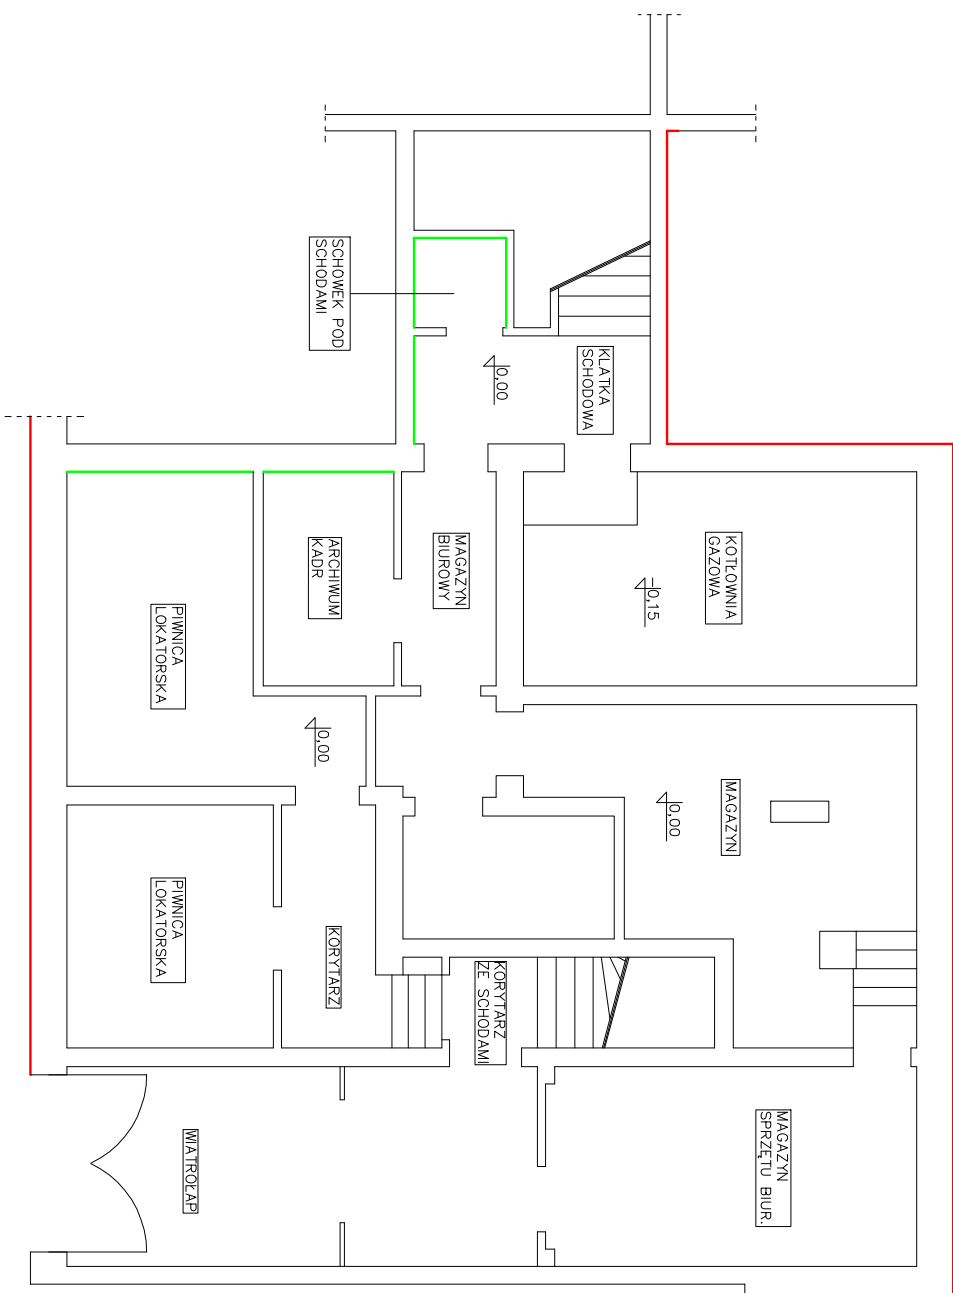 SCHOWEK POD
SCHODAMI
KLATKA
SCHODOWA
0,00
KOTŁOWNIA
GAZOWA
-0,15
MAGAZYN
BIUROWY
ARCHIWUM
KADR
PIWNICA
LOKATORSKA
0,00
MAGAZYN
0,00
PIWNICA
LOKATORSKA
KORYTARZ
KORYTARZ
ZE SCHODAMI
MAGAZYN
SPRZĘTU BIUR.
WIATROŁAP